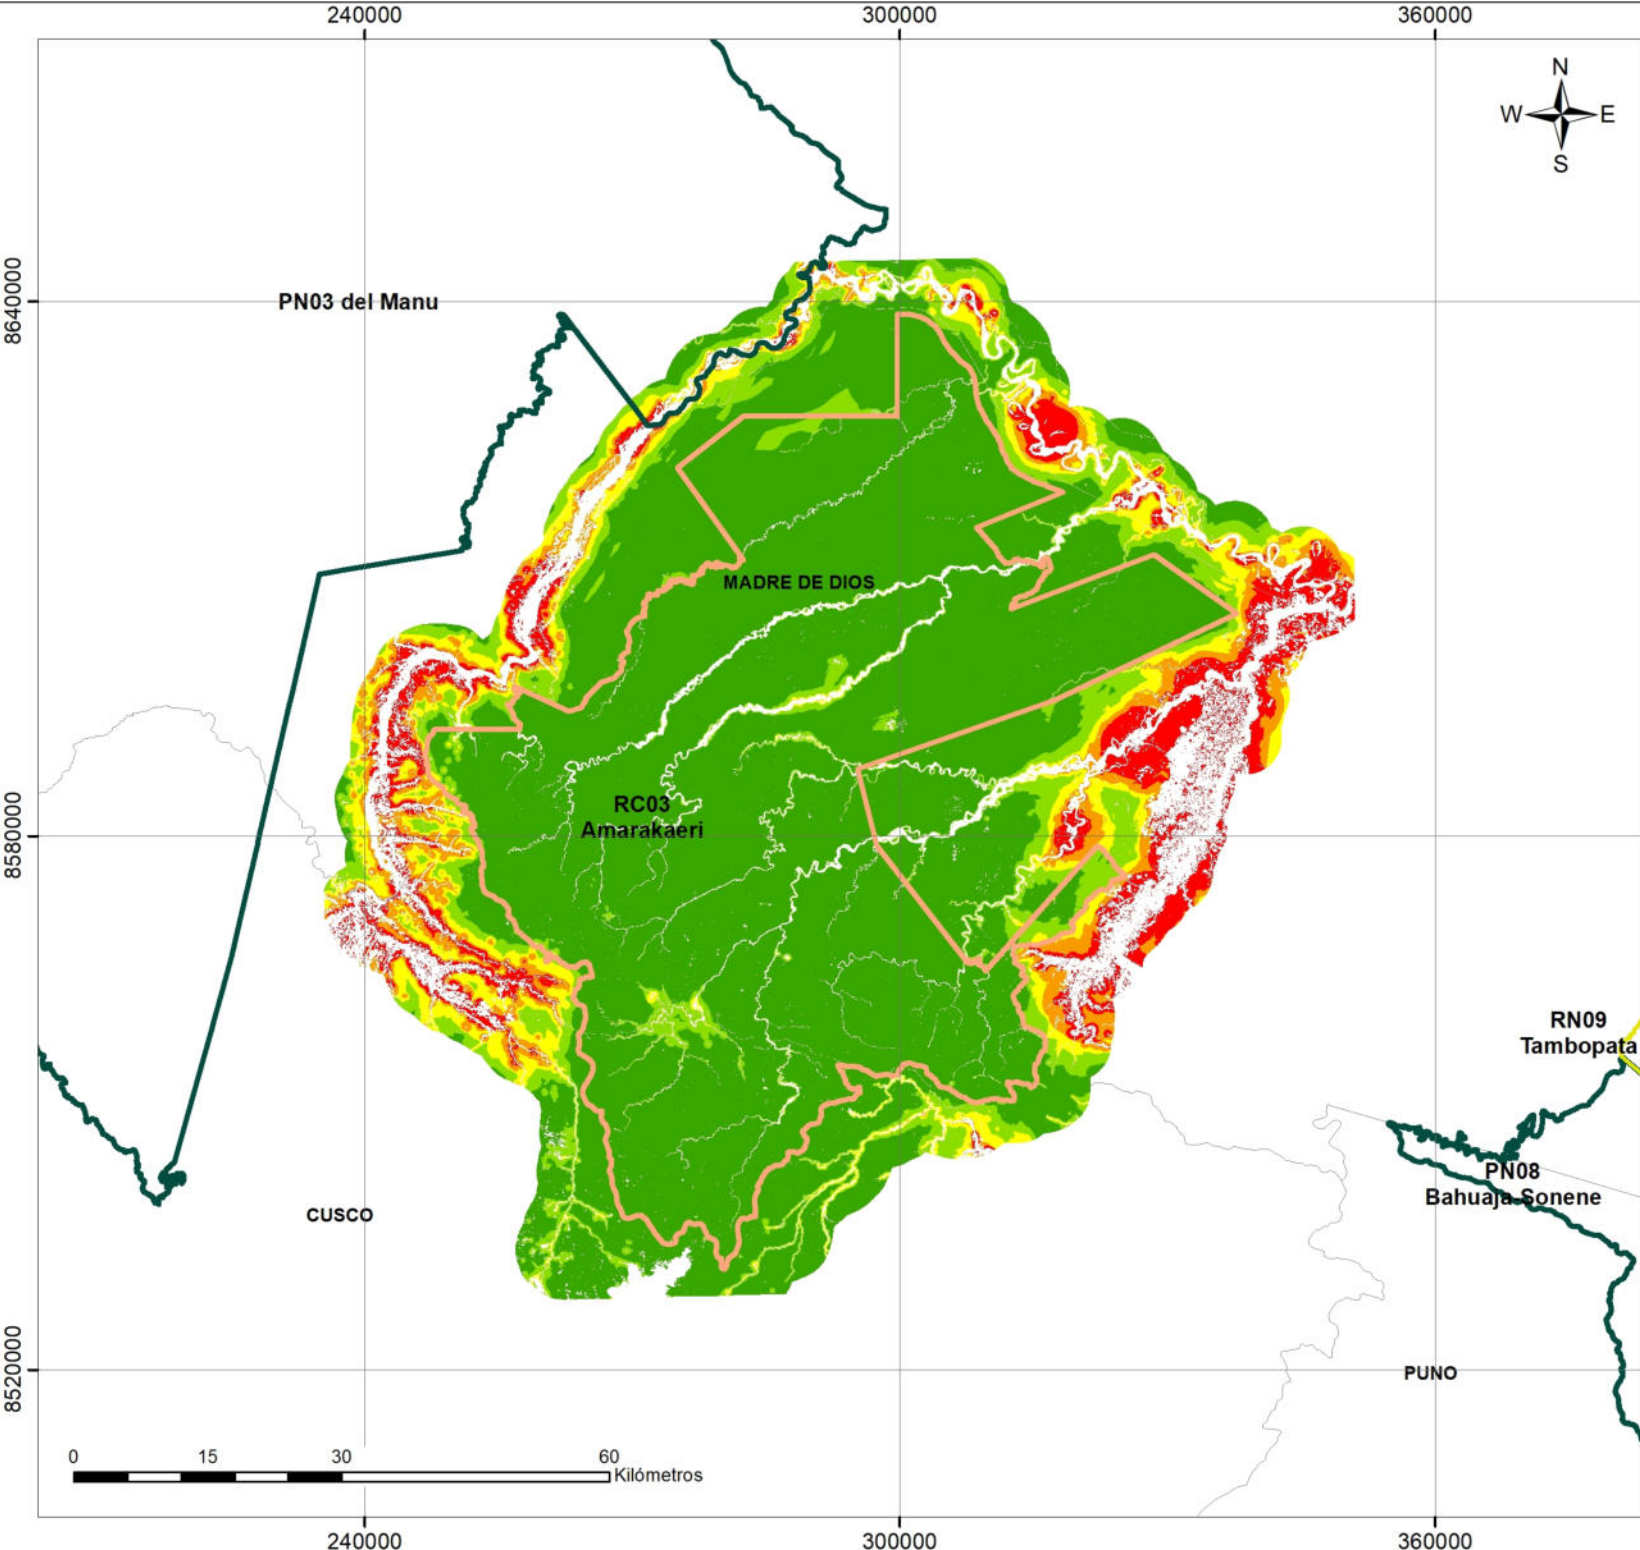 240000
300000
360000
N
W
E
S
8640000
PN03 del Manu
MADRE DE DIOS
RC03
Amarakaeri
8580000
RN09
Tambopata
PN08
Bahuaja Sonene
CUSCO
8520000
PUNO
0
15
30
60
Kilómetros
240000
300000
360000